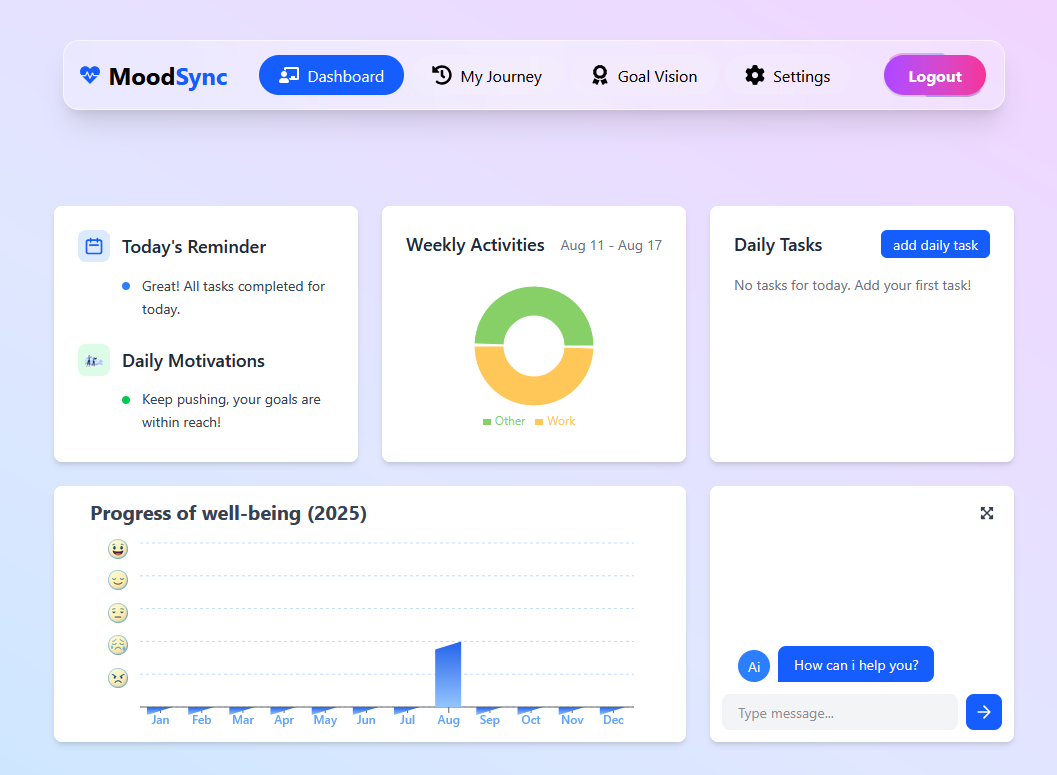 MoodSync
Dashboard
My Journey
Goal Vision
Settings
Logout
Today's Reminder
Great! All tasks completed for
today.
Daily Motivations
Keep pushing, your goals are
within reach!
Weekly Activities
Aug 11 - Aug 17
Other
Work
Daily Tasks
add daily task
No tasks for today. Add your first task!
Progress of well-being (2025)
Jan Feb Mar Apr May Jun Jul Aug Sep Oct Nov Dec
Ai
How can i help you?
Type message...